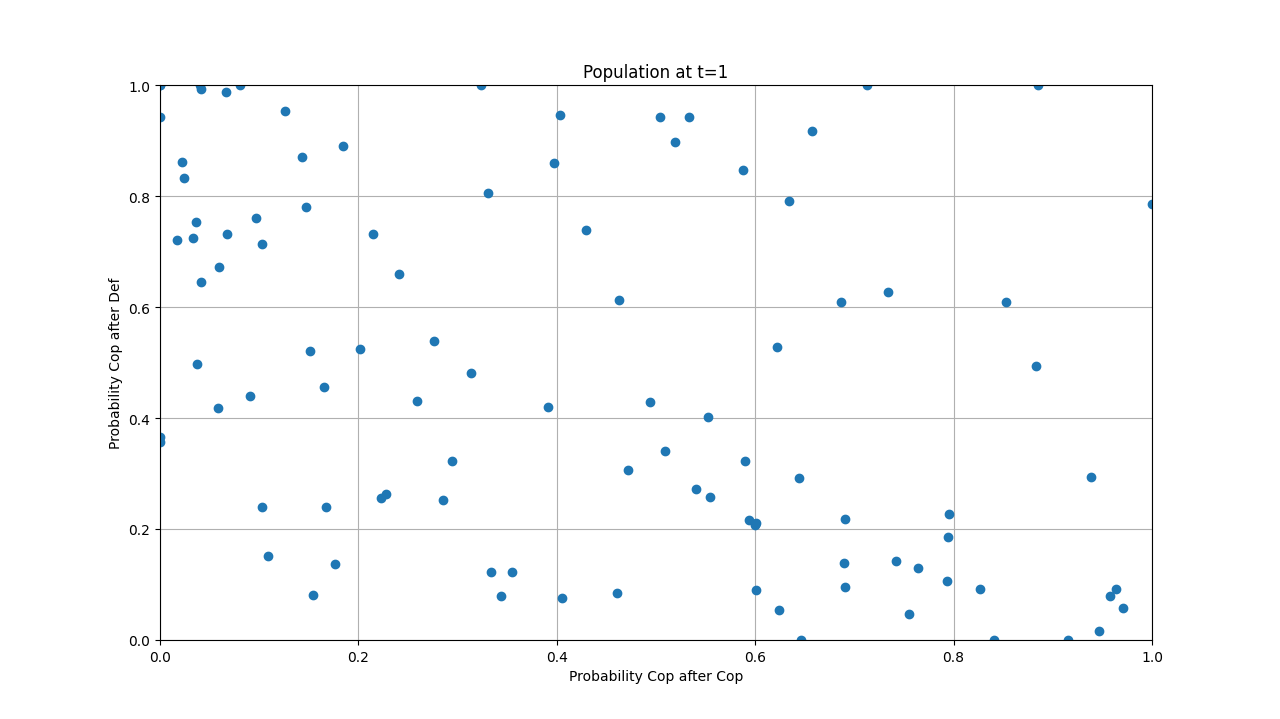 Population at t=1
1.0
0.8
0.6
0.4
0.2
0.0
Probability Cop after Def
0.0 0.2 0.4 0.6 0.8 1.0
Probability Cop after Cop